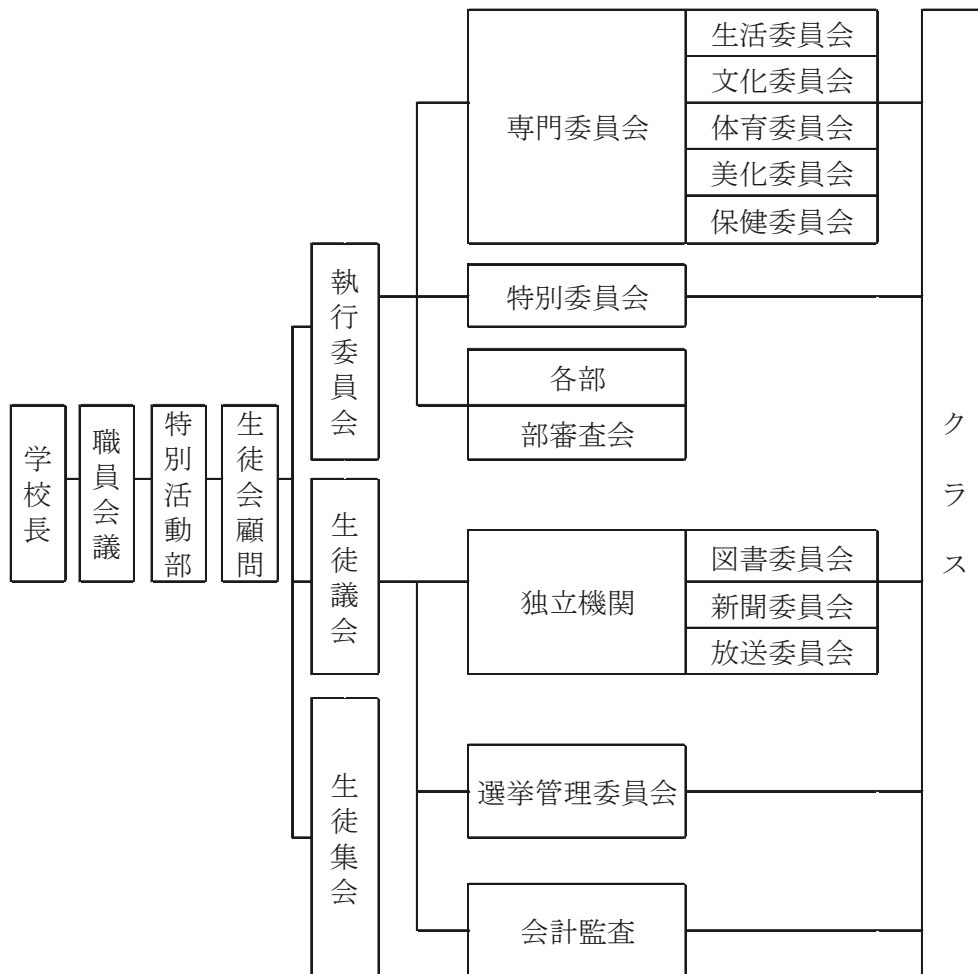 学校長
職員会議
特別活動部
生徒会顧問
執行委員会
生徒議会
生徒集会
専門委員会
生活委員会
文化委員会
体育委員会
美化委員会
保健委員会
特別委員会
各部
部審査会
独立機関
図書委員会
新聞委員会
放送委員会
選挙管理委員会
会計監査
クラス